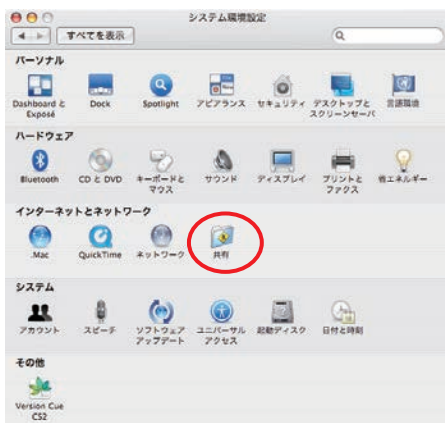 システム環境設定
すべてを表示
パーソナル
Dashboard と Exposé
Dock
Spotlight
アピアランス
セキュリティ
デスクトップと スクリーンセーバ
言語環境
ハードウェア
Bluetooth
CD と DVD
キーボードと マウス
サウンド
ディスプレイ
プリントと ファクス
省エネルギー
インターネットとネットワーク
.Mac
QuickTime
ネットワーク
共有
システム
アカウント
スピーチ
ソフトウェア アップデート
ユニバーサル アクセス
起動ディスク
日付と時刻
その他
Version Cue CS2